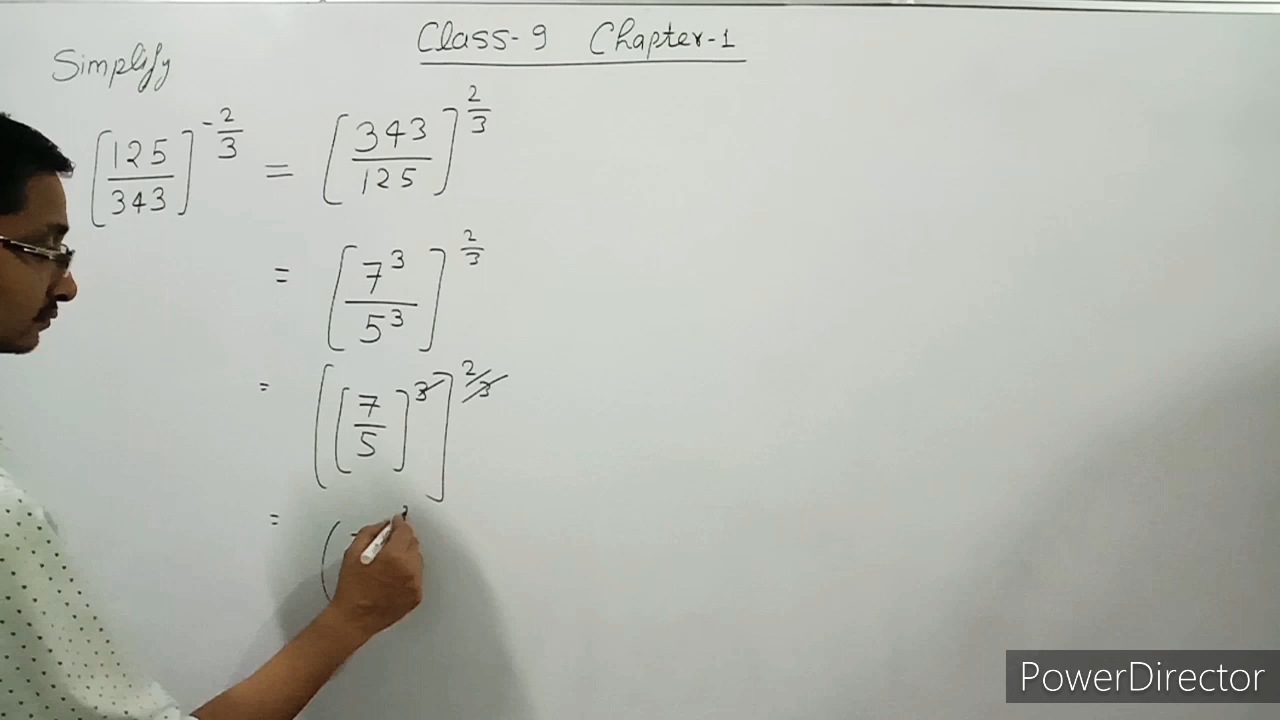 Class-9 Chapter-1
Simplify
[125/343]^(-2/3) = [343/125]^(2/3)
= [7^3/5^3]^(2/3)
= [[7/5]^3]^(2/3)
= (
PowerDirector